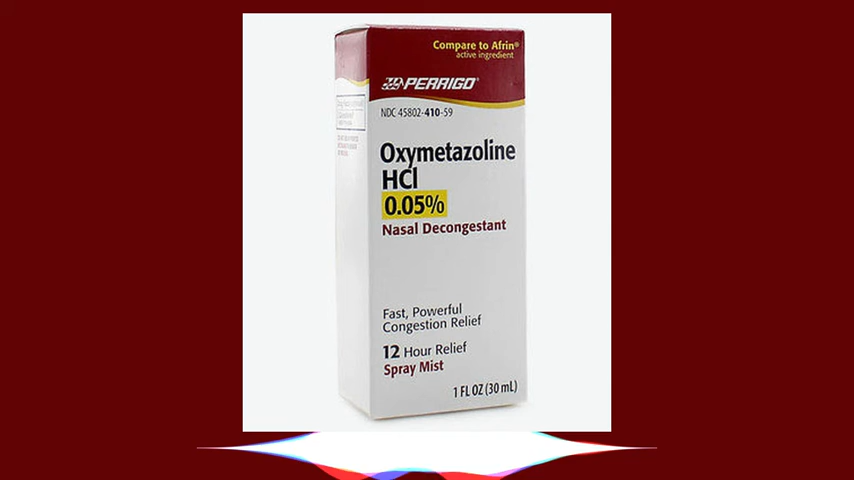 Compare to Afrin®
active ingredient
PERRIGO®
NDC 45802-410-59
Oxymetazoline
HCl
0.05%
Nasal Decongestant
Fast, Powerful
Congestion Relief
12 Hour Relief
Spray Mist
1 FL OZ (30 mL)